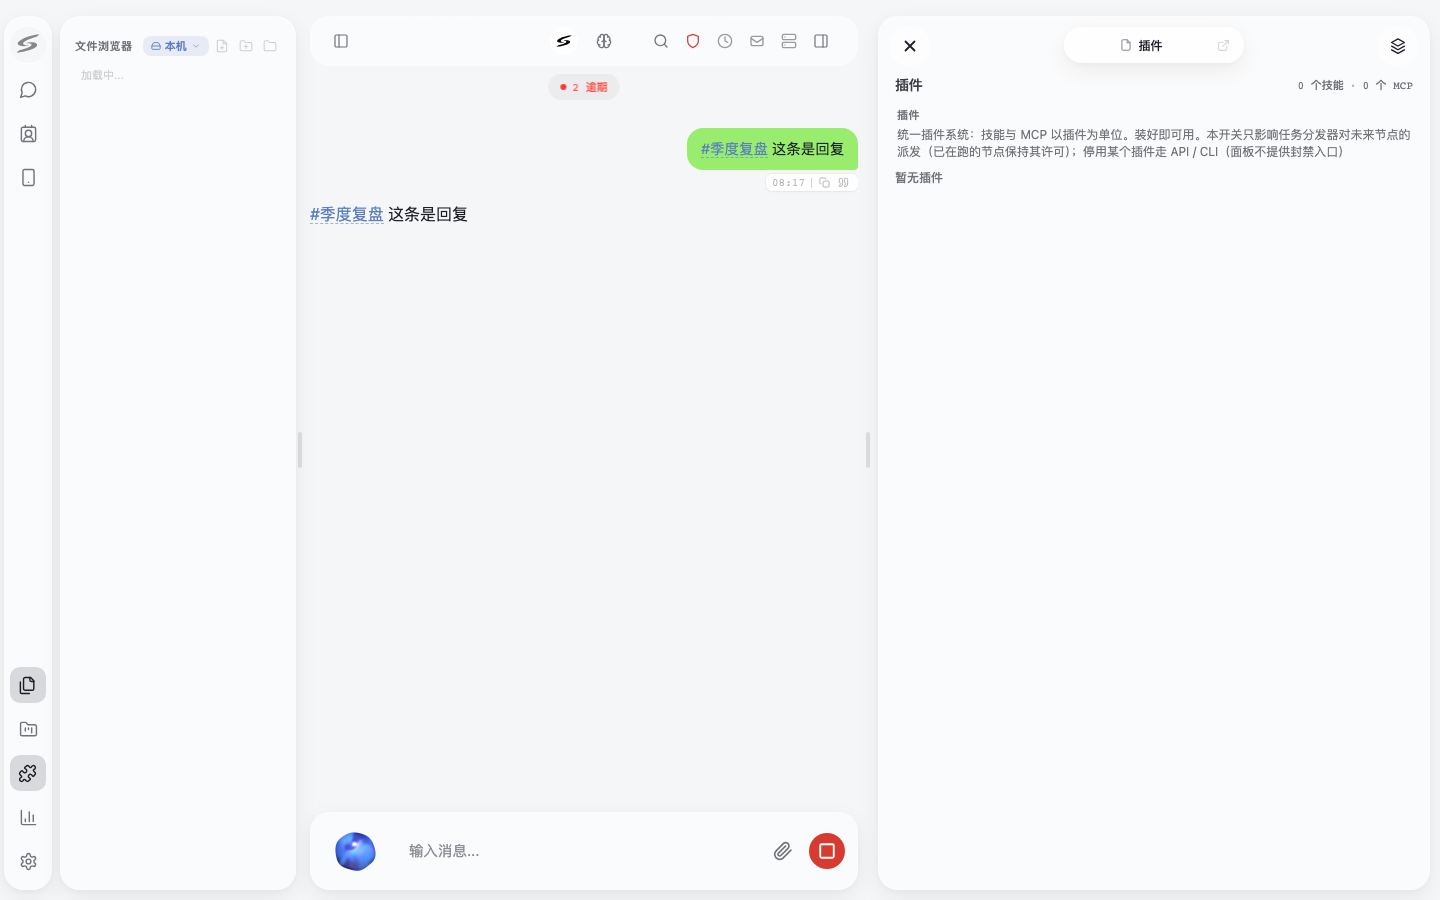 文件浏览器 本机
加载中...
2 逾期
#季度复盘 这条是回复
08:17
#季度复盘 这条是回复
输入消息...
插件
插件 0 个技能 · 0 个 MCP
插件
统一插件系统：技能与 MCP 以插件为单位。装好即可用。本开关只影响任务分发器对未来节点的
派发（已在跑的节点保持其许可）；停用某个插件走 API / CLI（面板不提供封禁入口）
暂无插件